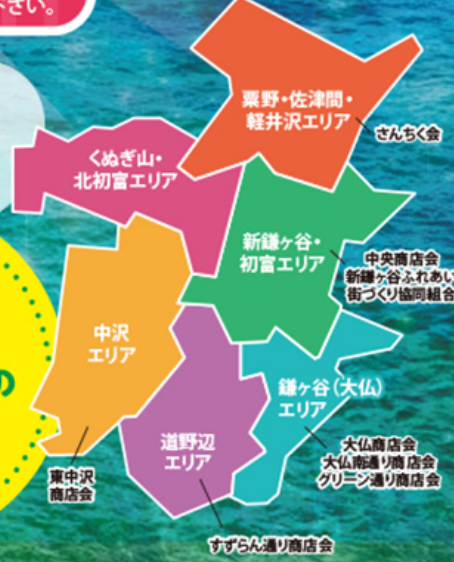 さい。
粟野・佐津間・
軽井沢エリア
さんちく会
くぬぎ山・
北初富エリア
新鎌ヶ谷・
初富エリア
中央商店会
新鎌ヶ谷ふれあい
街づくり協同組合
中沢
エリア
の
鎌ヶ谷(大仏)
エリア
道野辺
エリア
大仏商店会
大仏南通り商店会
グリーン通り商店会
東中沢
商店会
すずらん通り商店会